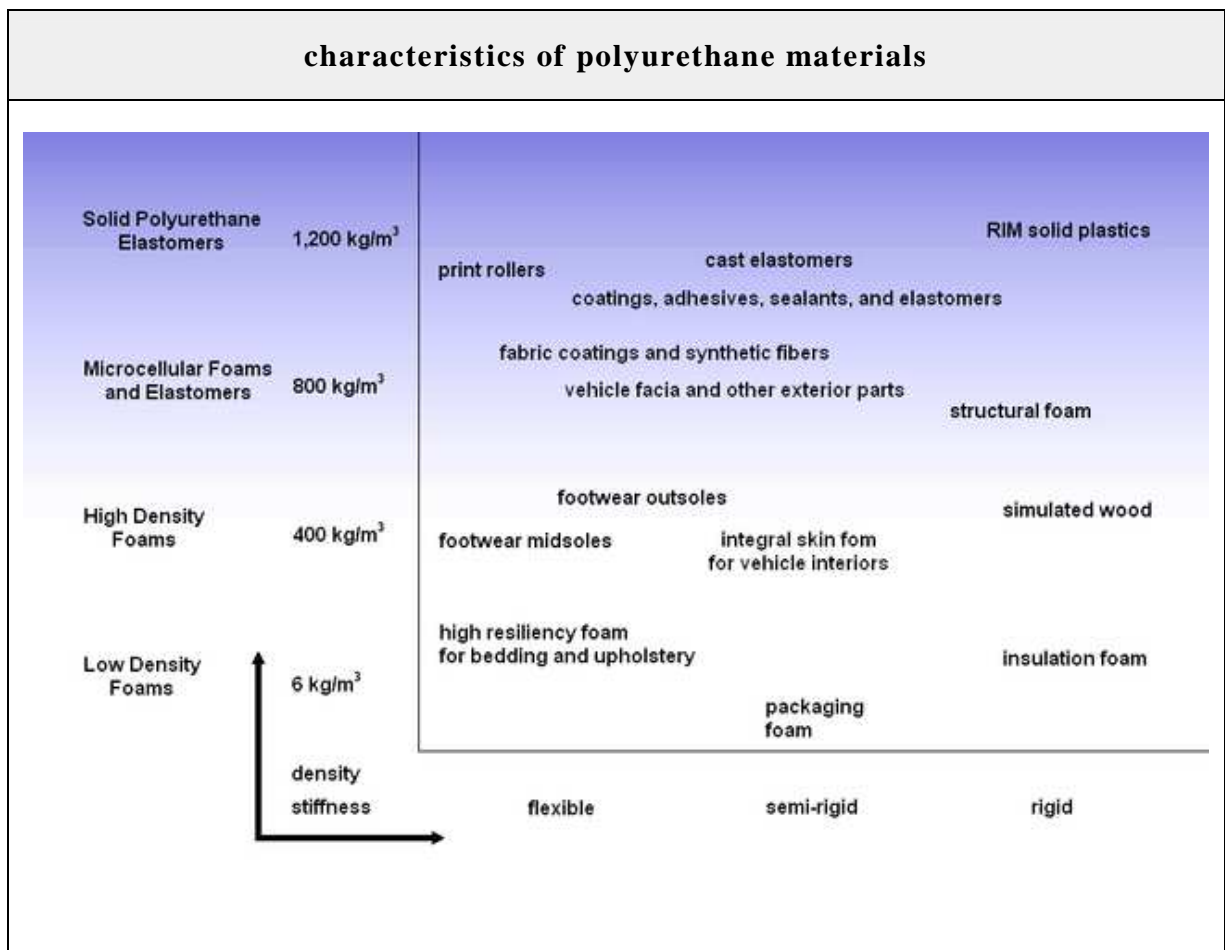 characteristics of polyurethane materials
Solid Polyurethane
Elastomers
1,200 kg/m³
RIM solid plastics
print rollers
cast elastomers
coatings, adhesives, sealants, and elastomers
fabric coatings and synthetic fibers
Microcellular Foams
and Elastomers
800 kg/m³
vehicle facia and other exterior parts
structural foam
footwear outsoles
simulated wood
High Density
Foams
400 kg/m³
footwear midsoles
integral skin fom
for vehicle interiors
high resiliency foam
for bedding and upholstery
Low Density
Foams
6 kg/m³
insulation foam
packaging
foam
density
stiffness
flexible
semi-rigid
rigid